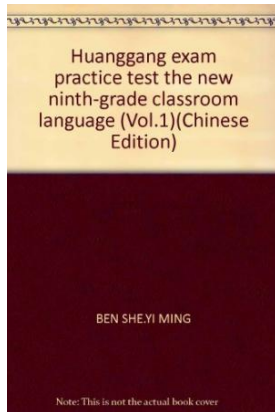 Huanggang exam
practice test the new
ninth-grade classroom
language (Vol.1)(Chinese
Edition)
BEN SHE.YI MING
Note: This is not the actual book cover